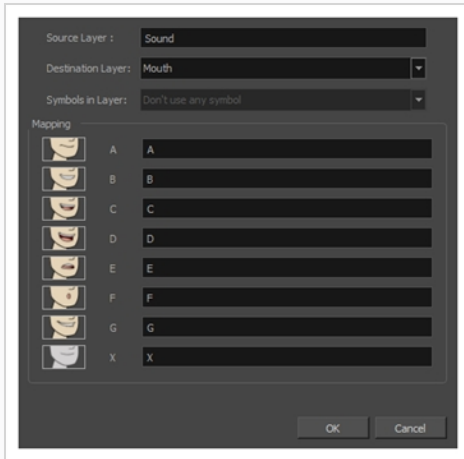 Source Layer : Sound
Destination Layer: Mouth
Symbols in Layer: Don't use any symbol
Mapping
A A
B B
C C
D D
E E
F F
G G
X X
OK Cancel